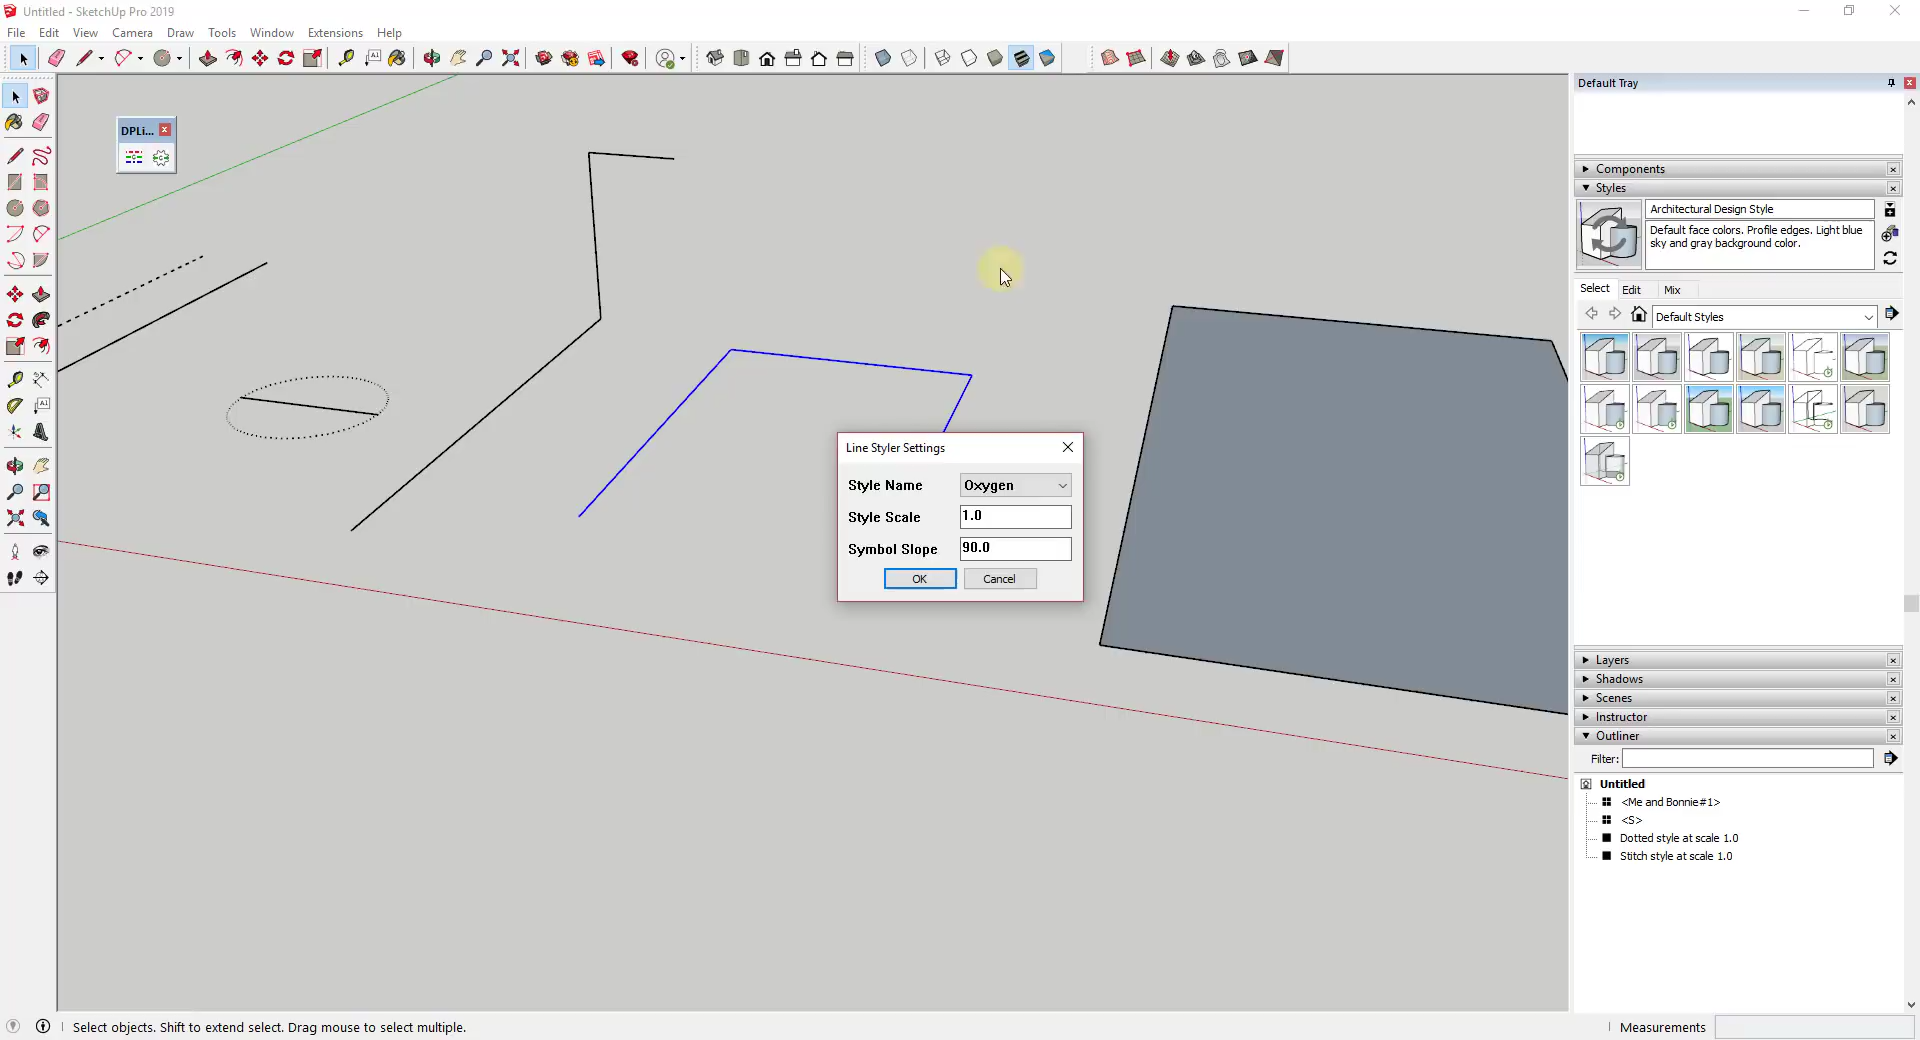 Untitled - SketchUp Pro 2019
File Edit View Camera Draw Tools Window Extensions Help
DPLi...
Line Styler Settings
Style Name Oxygen
Style Scale 1.0
Symbol Slope 90.0
OK Cancel
Default Tray
Components
Styles
Architectural Design Style
Default face colors. Profile edges. Light blue
sky and gray background color.
Select Edit Mix
Default Styles
Layers
Shadows
Scenes
Instructor
Outliner
Filter:
Untitled
<Me and Bonnie#1>
<S>
Dotted style at scale 1.0
Stitch style at scale 1.0
Select objects. Shift to extend select. Drag mouse to select multiple.
Measurements